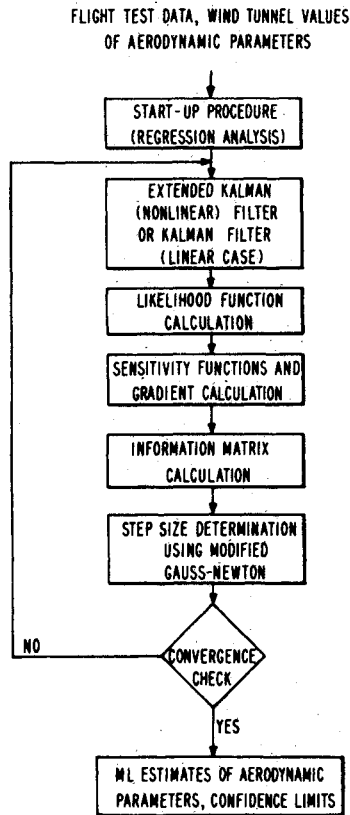 FLIGHT TEST DATA, WIND TUNNEL VALUES
OF AERODYNAMIC PARAMETERS
START-UP PROCEDURE
(REGRESSION ANALYSIS)
EXTENDED KALMAN
(NONLINEAR) FILTER
OR KALMAN FILTER
(LINEAR CASE)
LIKELIHOOD FUNCTION
CALCULATION
SENSITIVITY FUNCTIONS AND
GRADIENT CALCULATION
INFORMATION MATRIX
CALCULATION
STEP SIZE DETERMINATION
USING MODIFIED
GAUSS-NEWTON
NO
CONVERGENCE
CHECK
YES
ML ESTIMATES OF AERODYNAMIC
PARAMETERS, CONFIDENCE LIMITS